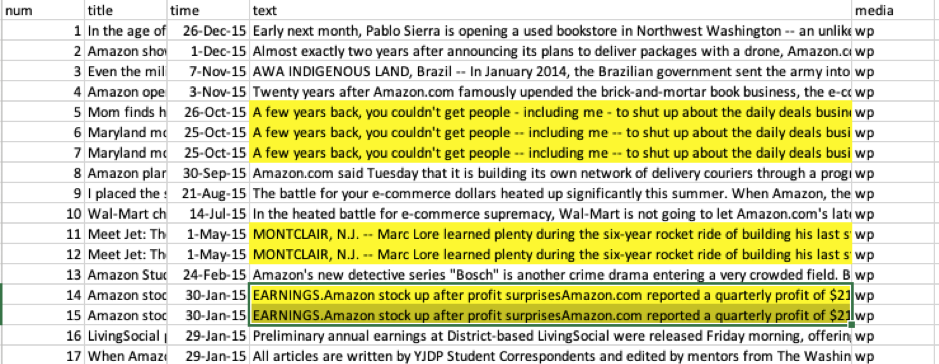 num title time text media
1 In the age of 26-Dec-15 Early next month, Pablo Sierra is opening a used bookstore in Northwest Washington -- an unlike wp
2 Amazon sho 1-Dec-15 Almost exactly two years after announcing its plans to deliver packages with a drone, Amazon.c wp
3 Even the mil 7-Nov-15 AWA INDIGENOUS LAND, Brazil -- In January 2014, the Brazilian government sent the army into wp
4 Amazon ope 3-Nov-15 Twenty years after Amazon.com famously upended the brick-and-mortar book business, the e-co wp
5 Mom finds h 26-Oct-15 A few years back, you couldn't get people - including me - to shut up about the daily deals busin wp
6 Maryland mo 25-Oct-15 A few years back, you couldn't get people -- including me -- to shut up about the daily deals busi wp
7 Maryland mo 25-Oct-15 A few years back, you couldn't get people -- including me -- to shut up about the daily deals busi wp
8 Amazon plar 30-Sep-15 Amazon.com said Tuesday that it is building its own network of delivery couriers through a progr wp
9 I placed the s 21-Aug-15 The battle for your e-commerce dollars heated up significantly this summer. When Amazon, the wp
10 Wal-Mart ch 14-Jul-15 In the heated battle for e-commerce supremacy, Wal-Mart is not going to let Amazon.com's late wp
11 Meet Jet: Th 1-May-15 MONTCLAIR, N.J. -- Marc Lore learned plenty during the six-year rocket ride of building his last s wp
12 Meet Jet: Th 1-May-15 MONTCLAIR, N.J. -- Marc Lore learned plenty during the six-year rocket ride of building his last s wp
13 Amazon Stud 24-Feb-15 Amazon's new detective series "Bosch" is another crime drama entering a very crowded field. B wp
14 Amazon stoc 30-Jan-15 EARNINGS.Amazon stock up after profit surprisesAmazon.com reported a quarterly profit of $21 wp
15 Amazon stoc 30-Jan-15 EARNINGS.Amazon stock up after profit surprisesAmazon.com reported a quarterly profit of $21 wp
16 LivingSocial 29-Jan-15 Preliminary annual earnings at District-based LivingSocial were released Friday morning, offering wp
17 When Amaz 29-Jan-15 All articles are written by YJDP Student Correspondents and edited by mentors from The Washin wp